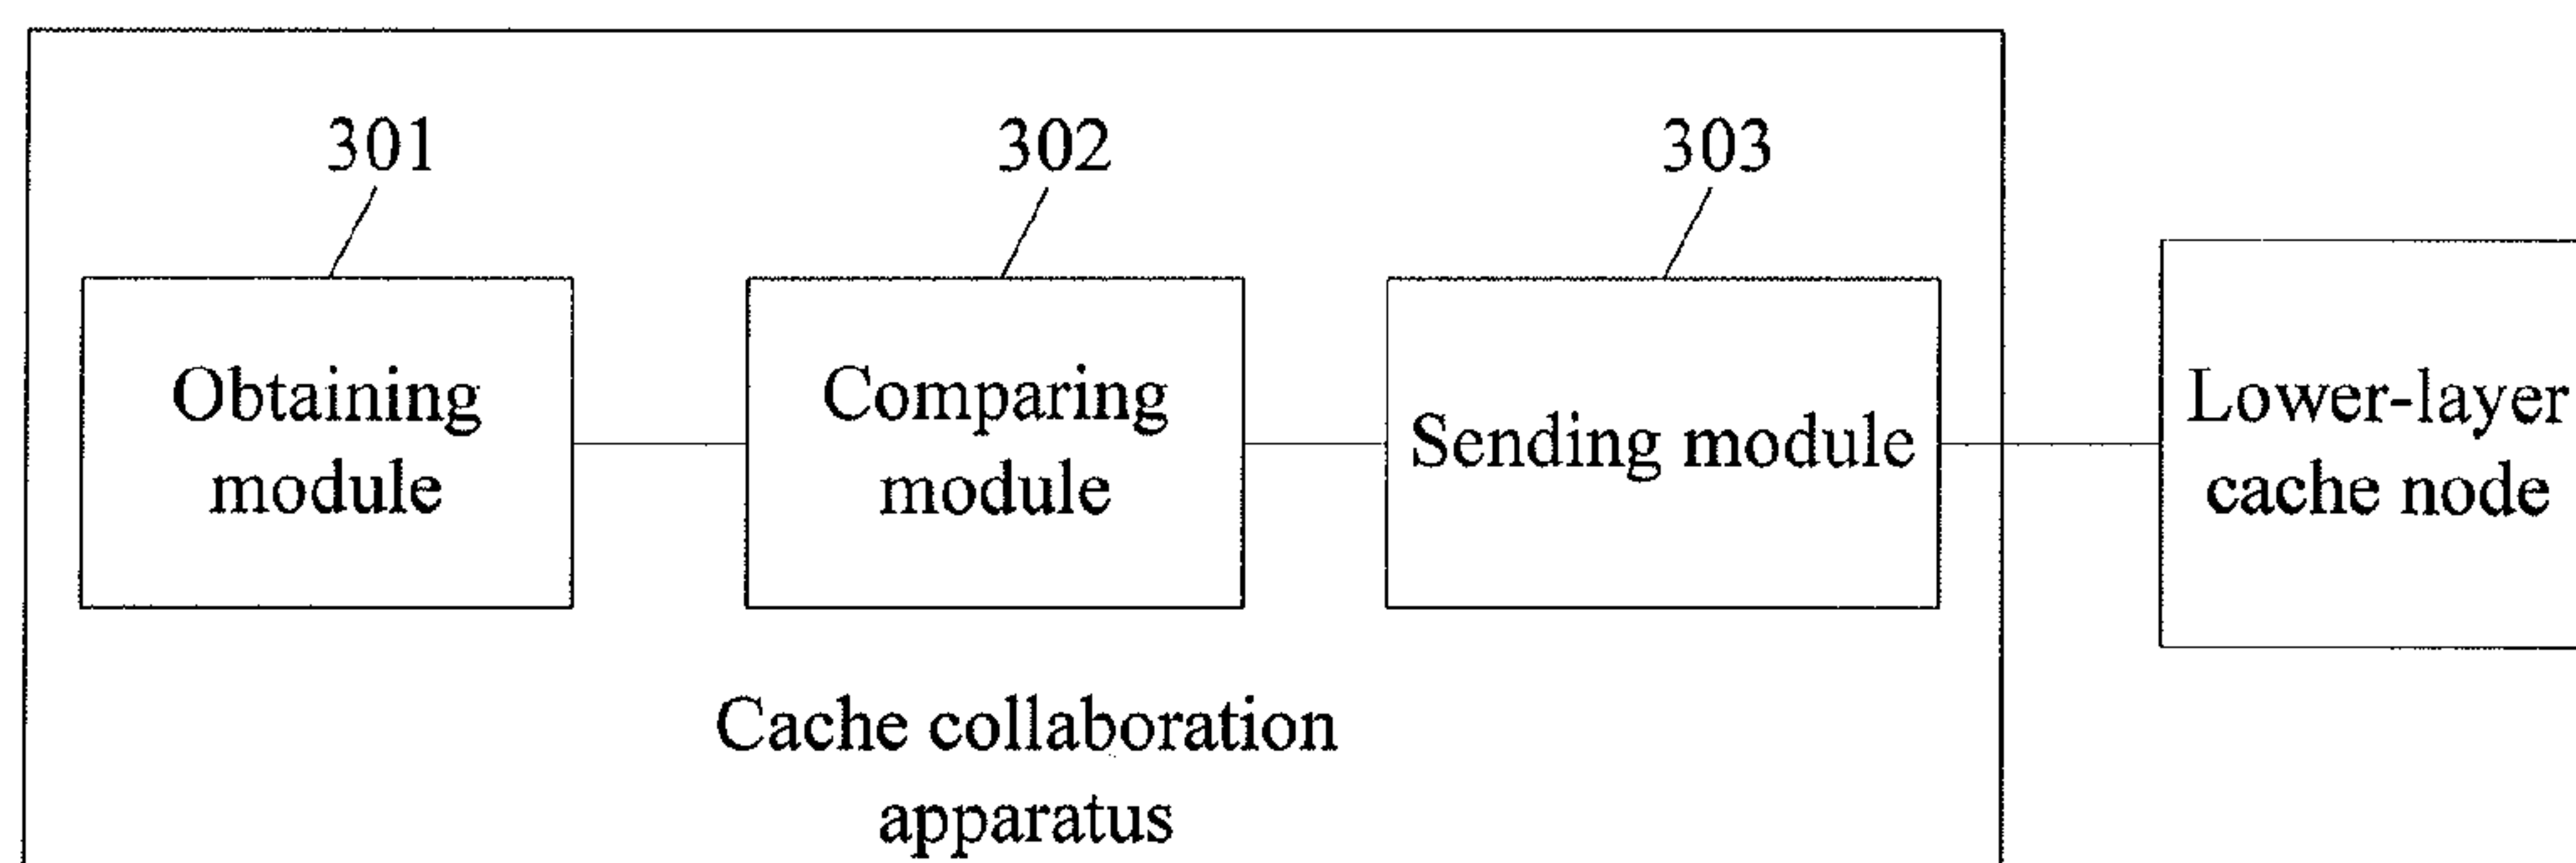 301
302
303
Obtaining
module
Comparing
module
Sending module
Lower-layer
cache node
Cache collaboration
apparatus